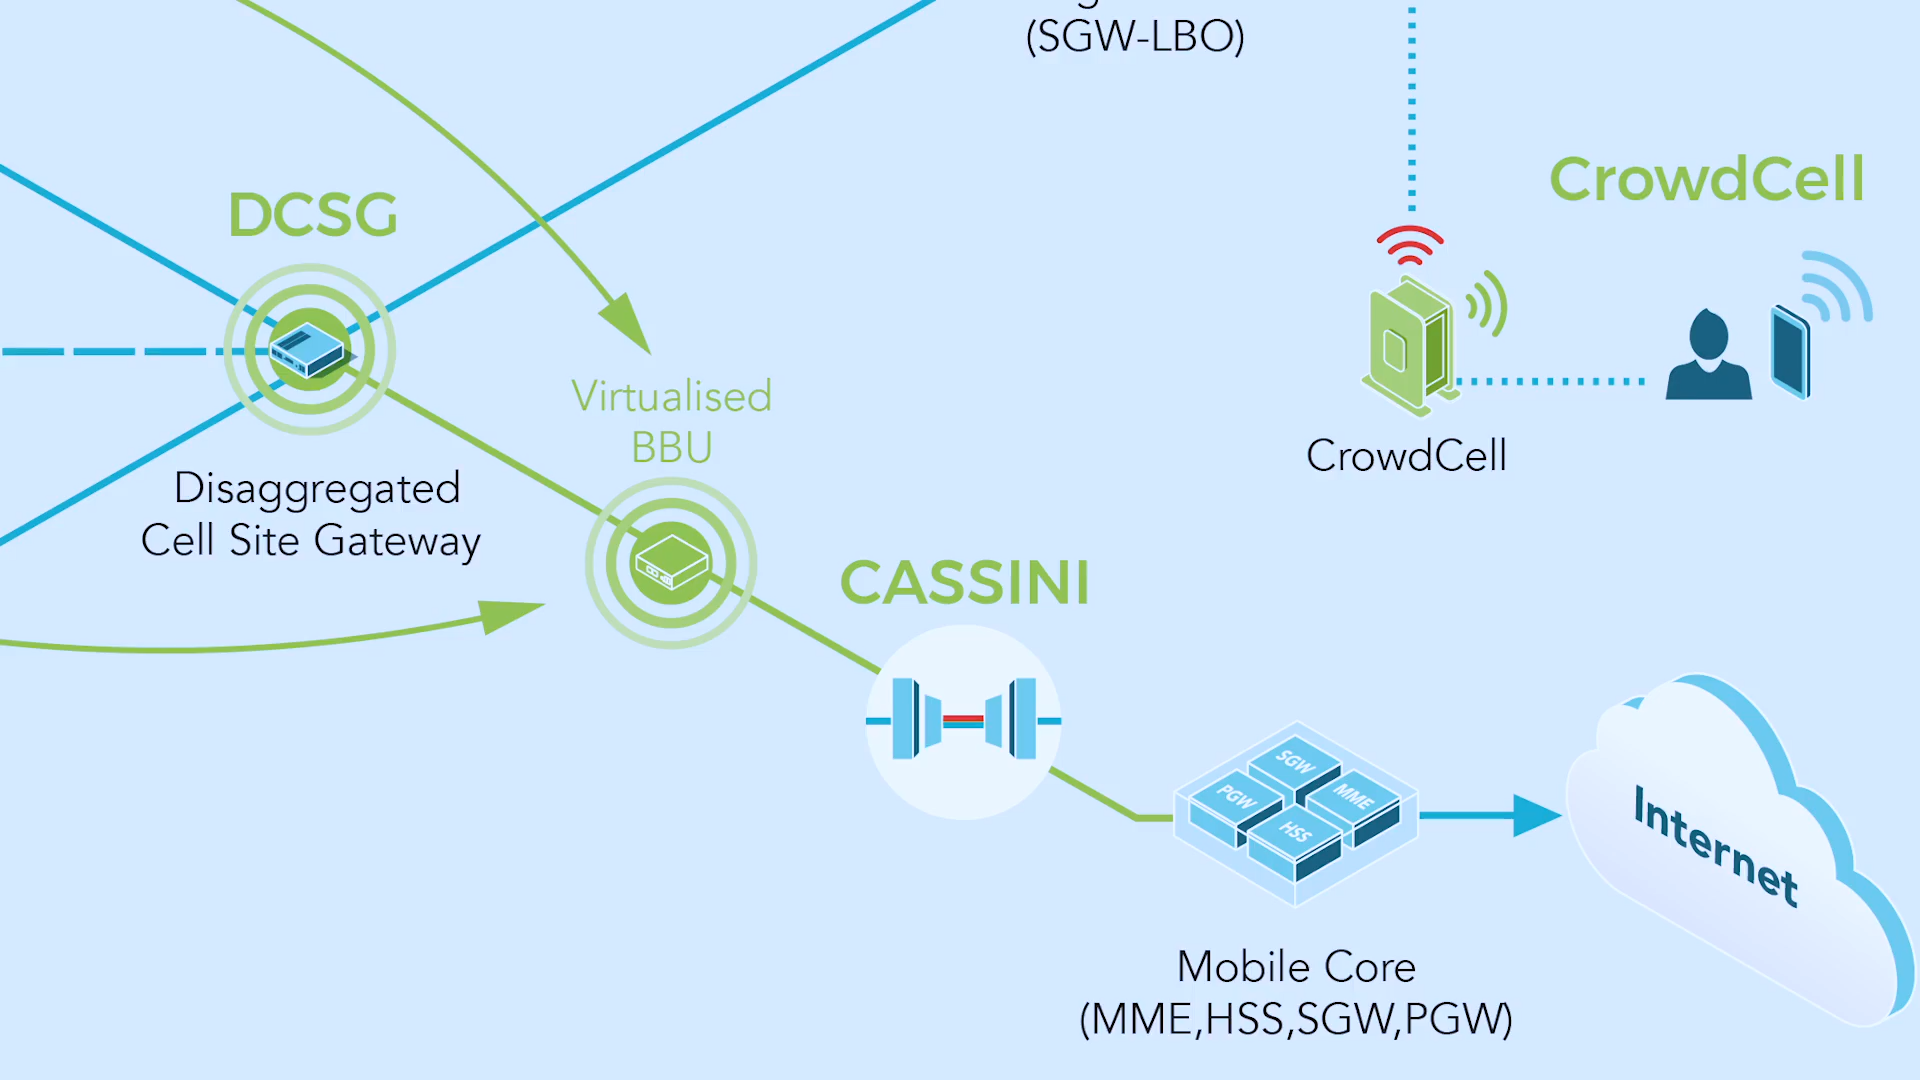 (SGW-LBO)
CrowdCell
DCSG
Virtualised
BBU
CrowdCell
Disaggregated
Cell Site Gateway
CASSINI
SGW
PGW
MME
HSS
Internet
Mobile Core
(MME,HSS,SGW,PGW)